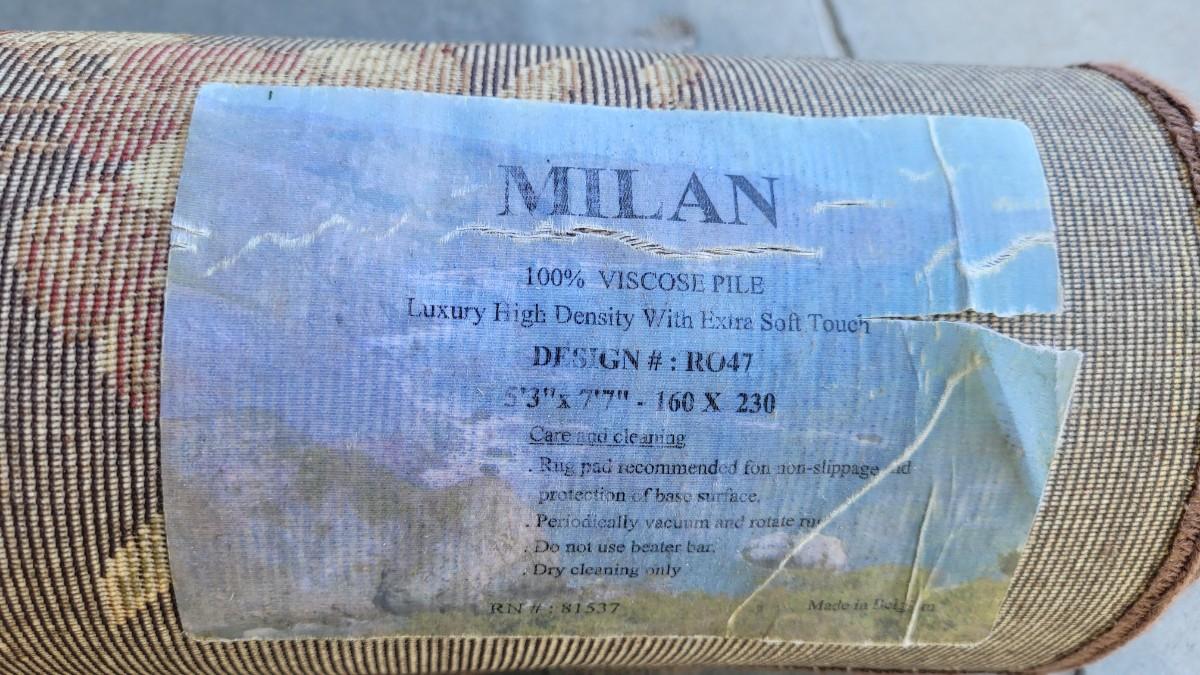 MILAN
100% VISCOSE PILE
Luxury High Density With Extra Soft Touch
DESIGN # : RO47
5'3"x 7'7" - 160 X 230
Care and cleaning
. Rug pad recommended for non-slippage
protection of base surface.
. Periodically vacuum and rotate
. Do not use beater bar.
. Dry cleaning only
RN # : 81537
Made in Belgium